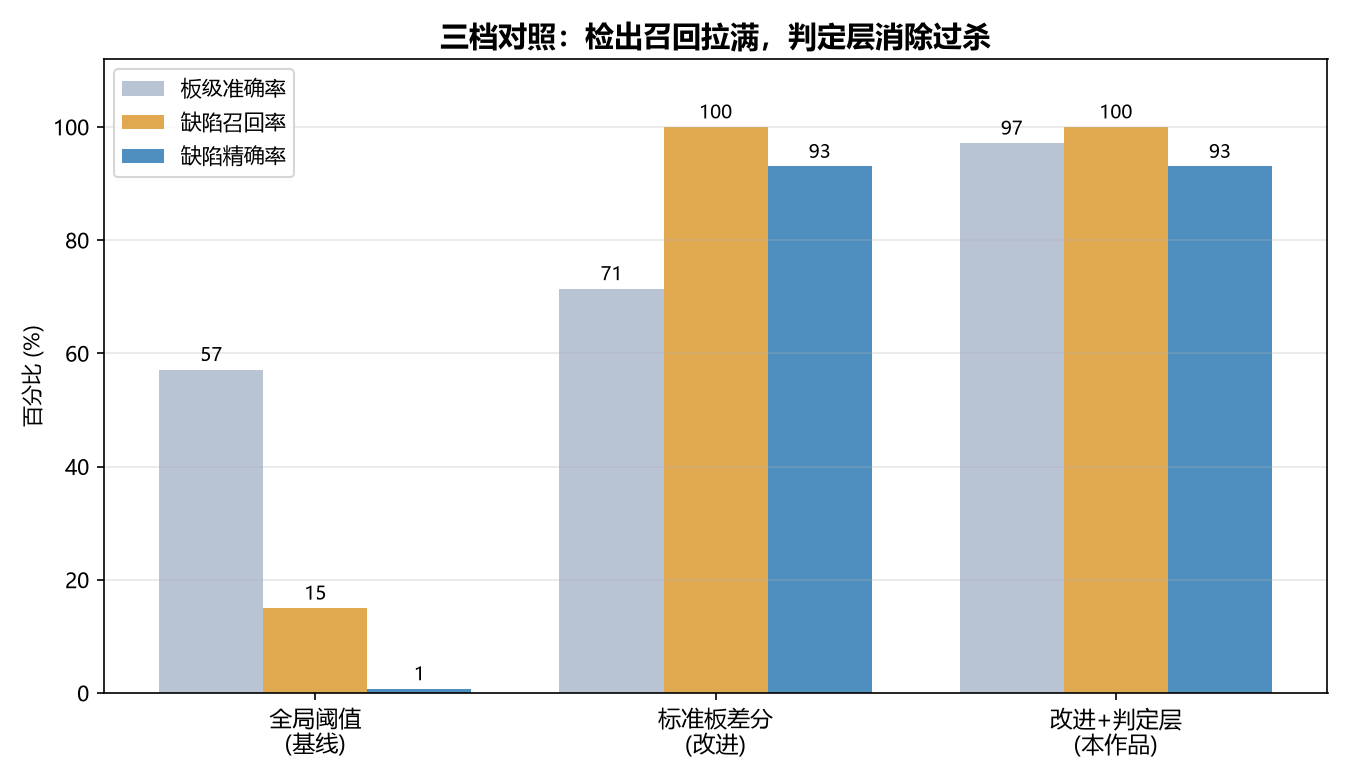 三档对照：检出召回拉满，判定层消除过杀
板级准确率
缺陷召回率
缺陷精确率
百分比 (%)
100
80
60
40
20
0
57
15
1
71
100
93
97
100
93
全局阈值
(基线)
标准板差分
(改进)
改进+判定层
(本作品)